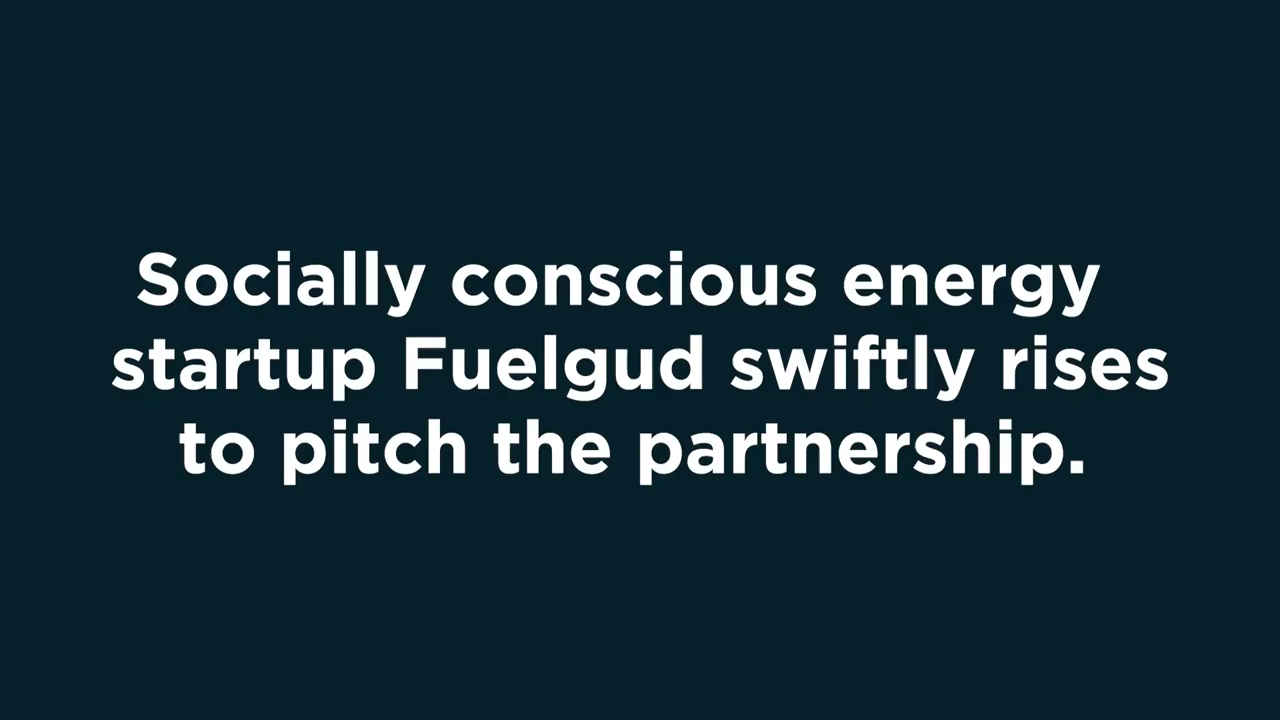 Socially conscious energy
startup Fuelgud swiftly rises
to pitch the partnership.